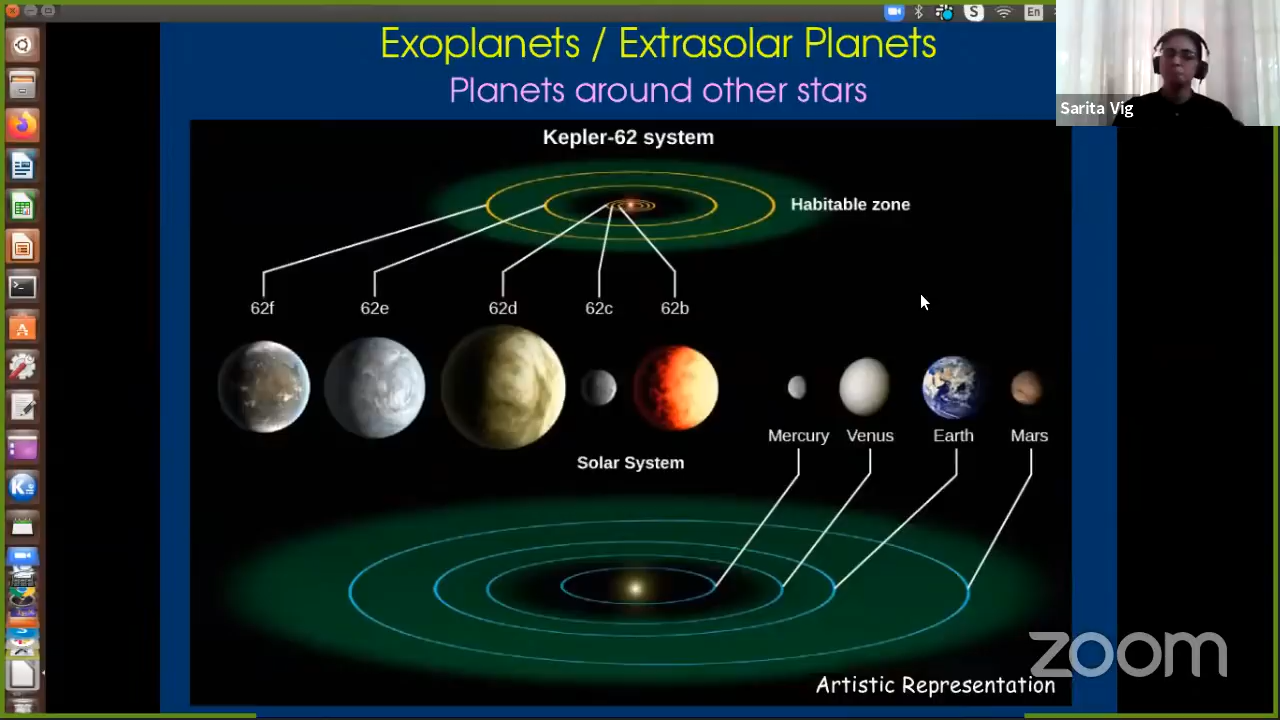 En
S
Exoplanets / Extrasolar Planets
Planets around other stars
Sarita Vig
Kepler-62 system
Habitable zone
62f 62e 62d 62c 62b
Mercury Venus Earth Mars
Solar System
zoom
Artistic Representation